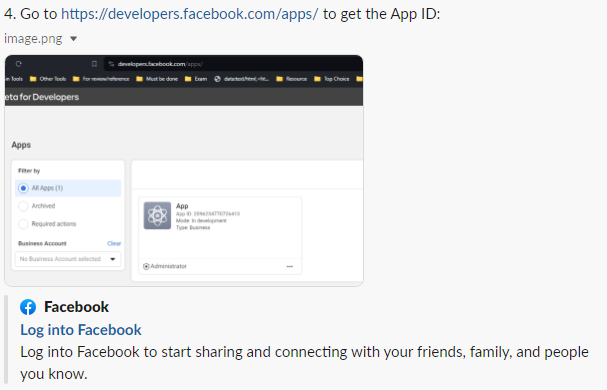 4. Go to https://developers.facebook.com/apps/ to get the App ID:
image.png
developers.facebook.com/apps/
Tools Other Tools for review/reference Must be done Exam Resource Top Choice
eta for Developers
Apps
Filter by
All Apps (1)
Archived
Required actions
Business Account Clear
No Business Account selected
App
App ID:
Mode: In development
Type: Business
Administrator
Facebook
Log into Facebook
Log into Facebook to start sharing and connecting with your friends, family, and people
you know.